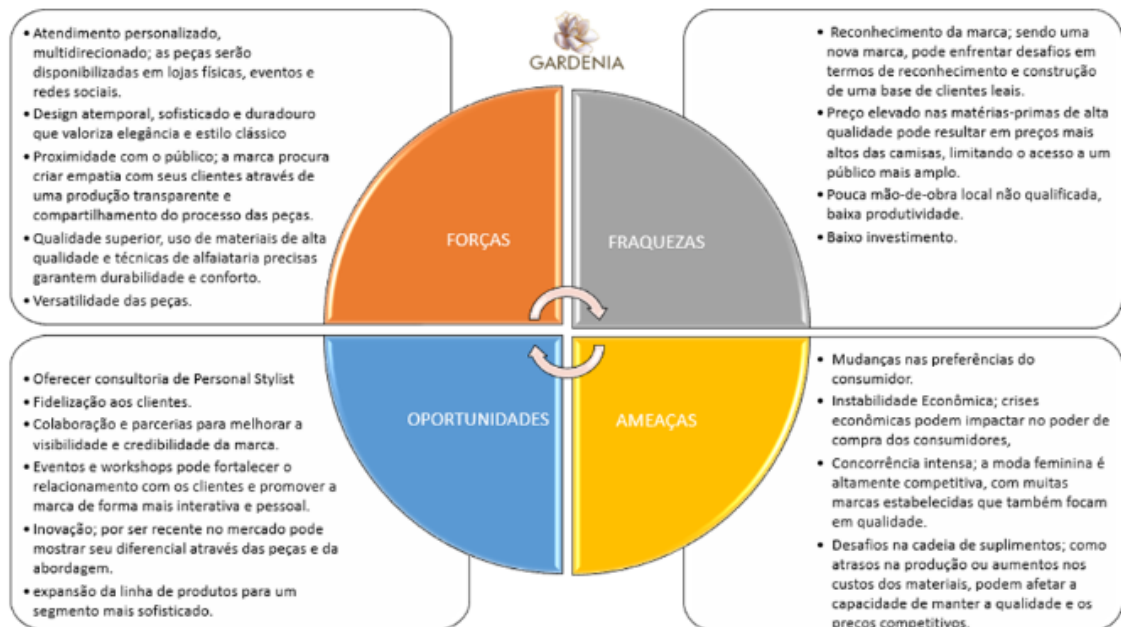 • Atendimento personalizado,
multidirecionado; as peças serão
disponibilizadas em lojas físicas, eventos e
redes sociais.
• Design atemporal, sofisticado e duradouro
que valoriza elegância e estilo clássico
• Proximidade com o público; a marca procura
criar empatia com seus clientes através de
uma produção transparente e
compartilhamento do processo das peças.
• Qualidade superior, uso de materiais de alta
qualidade e técnicas de alfaiataria precisas
garantem durabilidade e conforto.
• Versatilidade das peças.
GARDENIA
• Reconhecimento da marca; sendo uma
nova marca, pode enfrentar desafios em
termos de reconhecimento e construção
de uma base de clientes leais.
• Preço elevado nas matérias-primas de alta
qualidade pode resultar em preços mais
altos das camisas, limitando o acesso a um
público mais amplo.
• Pouca mão-de-obra local não qualificada,
baixa produtividade.
• Baixo investimento.
FORÇAS
FRAQUEZAS
OPORTUNIDADES
AMEAÇAS
• Oferecer consultoria de Personal Stylist
• Fidelização aos clientes.
• Colaboração e parcerias para melhorar a
visibilidade e credibilidade da marca.
• Eventos e workshops pode fortalecer o
relacionamento com os clientes e promover a
marca de forma mais interativa e pessoal.
• Inovação; por ser recente no mercado pode
mostrar seu diferencial através das peças e da
abordagem.
• expansão da linha de produtos para um
segmento mais sofisticado.
• Mudanças nas preferências do
consumidor.
• Instabilidade Econômica; crises
econômicas podem impactar no poder de
compra dos consumidores,
• Concorrência intensa; a moda feminina é
altamente competitiva, com muitas
marcas estabelecidas que também focam
em qualidade.
• Desafios na cadeia de suplimentos; como
atrasos na produção ou aumentos nos
custos dos materiais, podem afetar a
capacidade de manter a qualidade e os
preços competitivos.